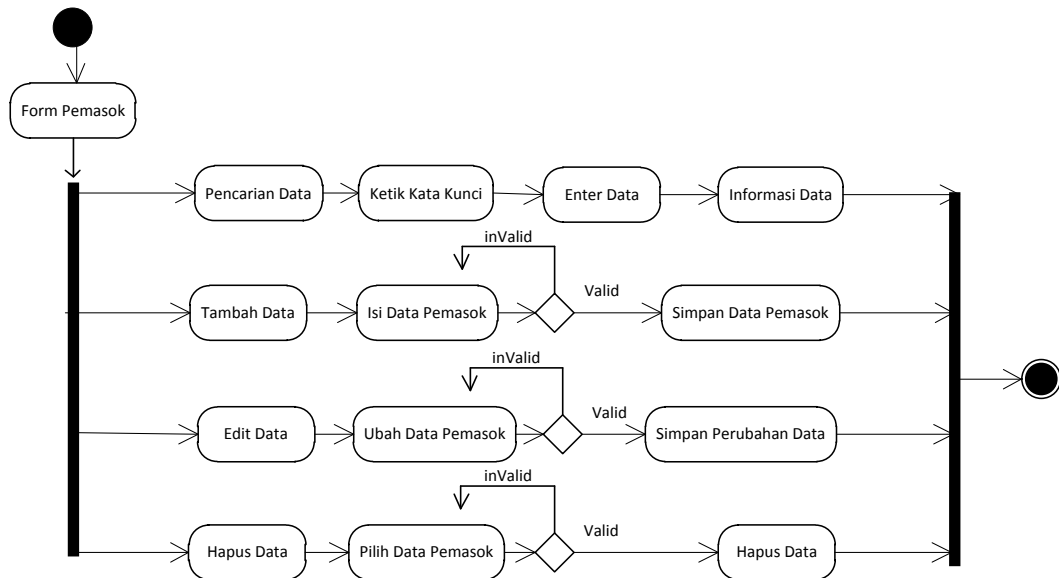 Form Pemasok
Pencarian Data
Ketik Kata Kunci
Enter Data
Informasi Data
inValid
Tambah Data
Isi Data Pemasok
Valid
Simpan Data Pemasok
inValid
Edit Data
Ubah Data Pemasok
Valid
Simpan Perubahan Data
inValid
Hapus Data
Pilih Data Pemasok
Valid
Hapus Data